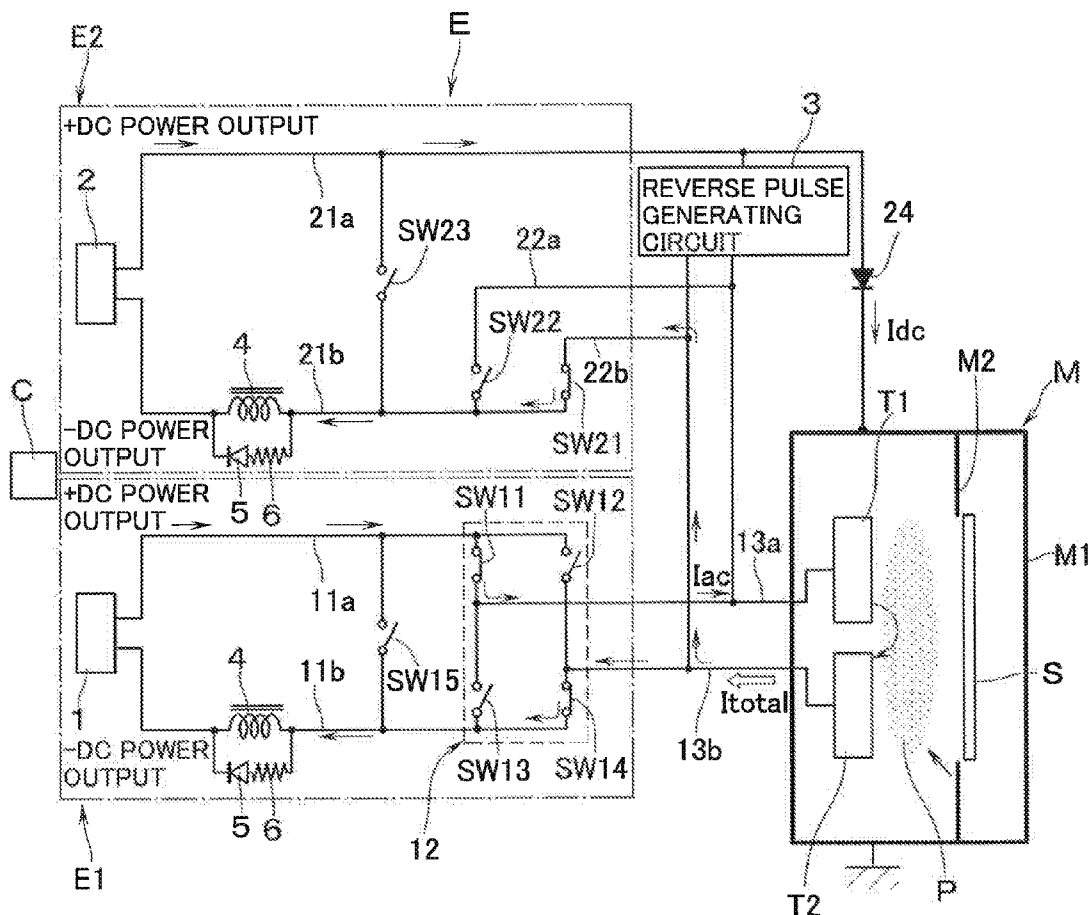 E2
E
+DC POWER OUTPUT
3
2
21a
SW23
REVERSE PULSE
GENERATING
CIRCUIT
24
22a
SW22
Idc
4
21b
22b
M2
M
C
-DC POWER
OUTPUT
SW21
T1
5
6
+DC POWER
OUTPUT
SW11
SW12
13a
M1
Iac
11a
4
11b
SW15
S
1
Itotal
-DC POWER
OUTPUT
SW13
SW14
13b
5
6
12
E1
T2
P